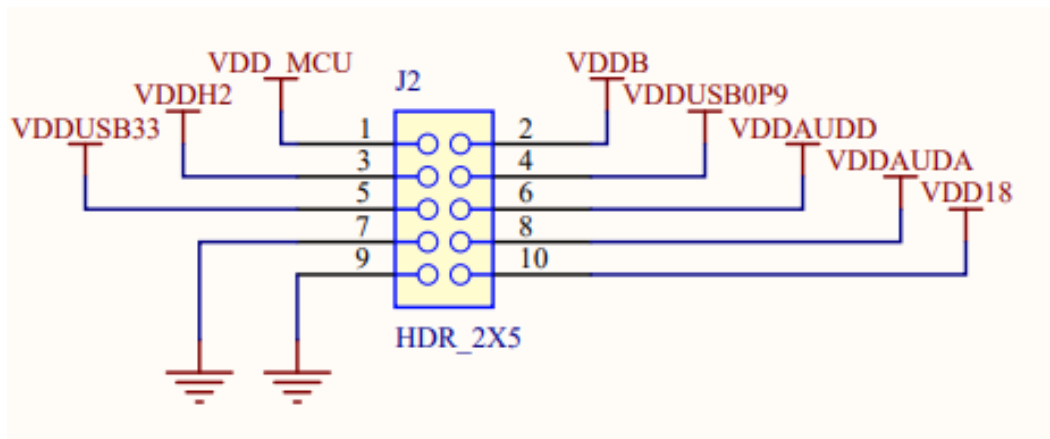 VDD_MCU
J2
VDDB
VDDH2
VDDUSB0P9
VDDUSB33
VDDAUDD
VDDAUDA
VDD18
1 2
3 4
5 6
7 8
9 10
HDR_2X5